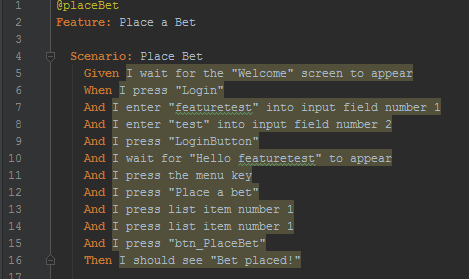 1 @placeBet
2 Feature: Place a Bet
3
4 Scenario: Place Bet
5 Given I wait for the "Welcome" screen to appear
6 When I press "Login"
7 And I enter "featuretest" into input field number 1
8 And I enter "test" into input field number 2
9 And I press "LoginButton"
10 And I wait for "Hello featuretest" to appear
11 And I press the menu key
12 And I press "Place a bet"
13 And I press list item number 1
14 And I press list item number 1
15 And I press "btn_PlaceBet"
16 Then I should see "Bet placed!"
17